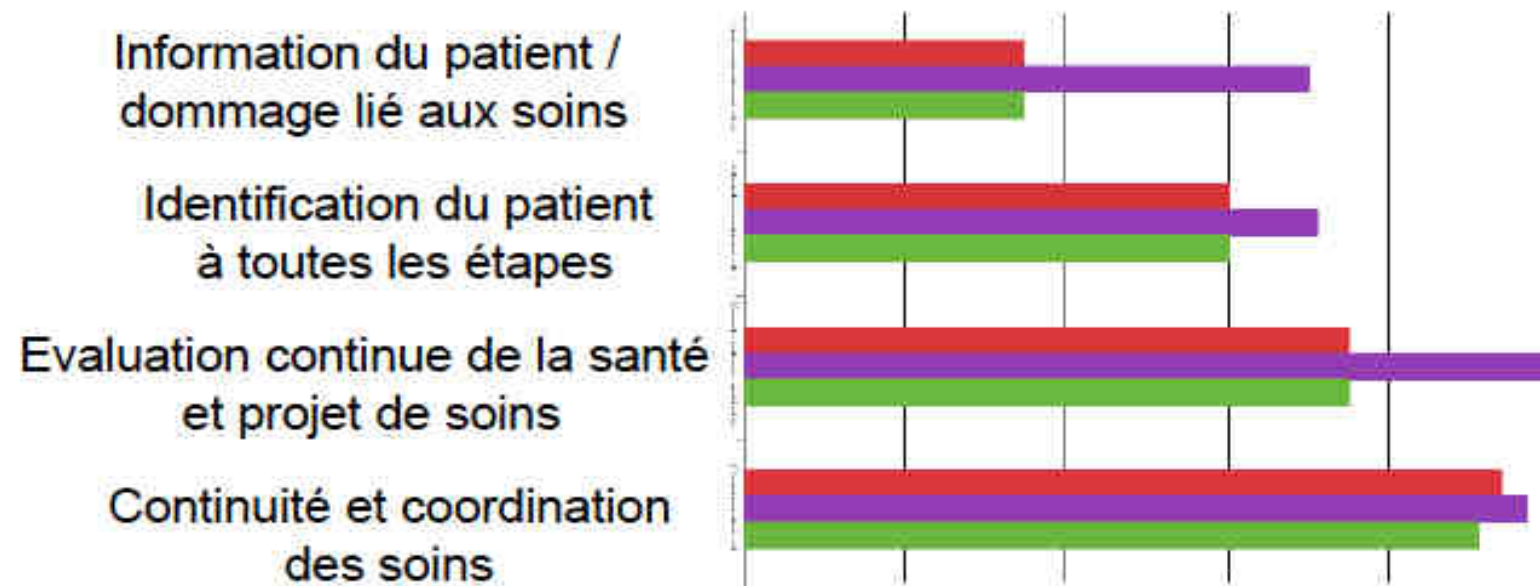 Information du patient /
dommage lié aux soins
Identification du patient
à toutes les étapes
Evaluation continue de la santé
et projet de soins
Continuité et coordination
des soins